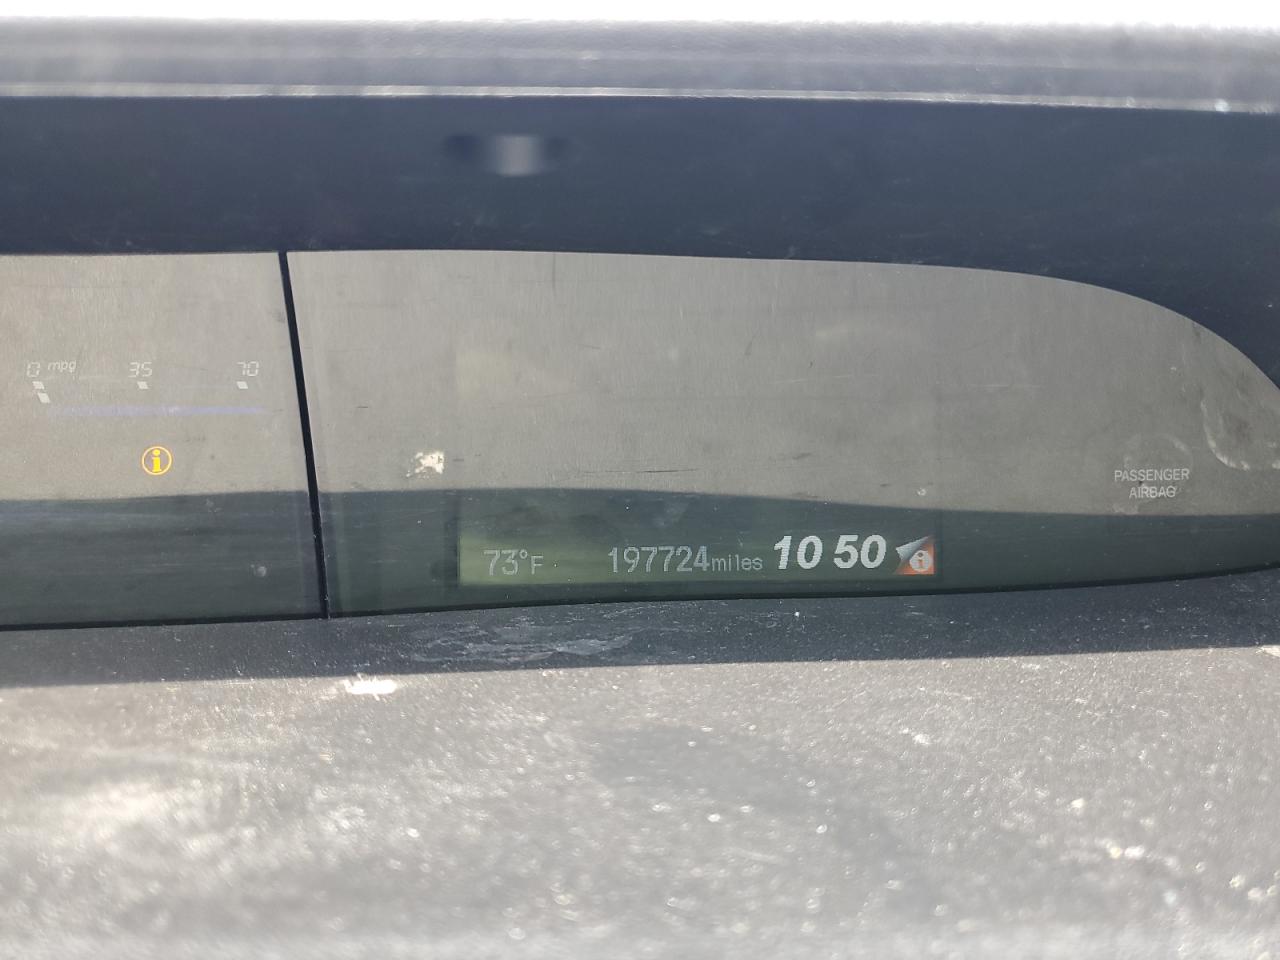 0 mpg 35 70
i
PASSENGER
AIRBAG
73°F 197724miles 10 50 i